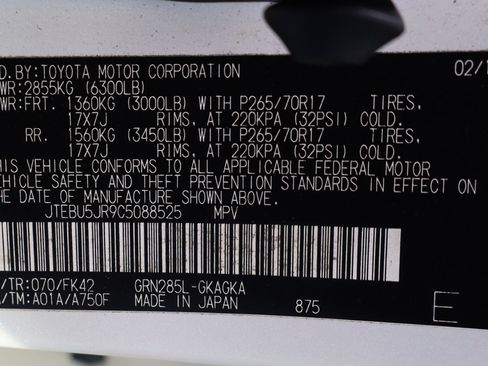 D.BY:TOYOTA MOTOR CORPORATION 02/1
WR:2855KG (6300LB)
WR:FRT. 1360KG (3000LB) WITH P265/70R17 TIRES,
17X7J RIMS, AT 220KPA (32PSI) COLD.
RR. 1560KG (3450LB) WITH P265/70R17 TIRES,
17X7J RIMS, AT 220KPA (32PSI) COLD.
HIS VEHICLE CONFORMS TO ALL APPLICABLE FEDERAL MOTOR
VEHICLE SAFETY AND THEFT PREVENTION STANDARDS IN EFFECT ON
THE DATE OF MANUFACTURE SHOWN ABOVE.
JTEBU5JR9C5088525 MPV
/TR:070/FK42 GRN285L-GKAGKA
/TM:A01A/A750F MADE IN JAPAN 875 E